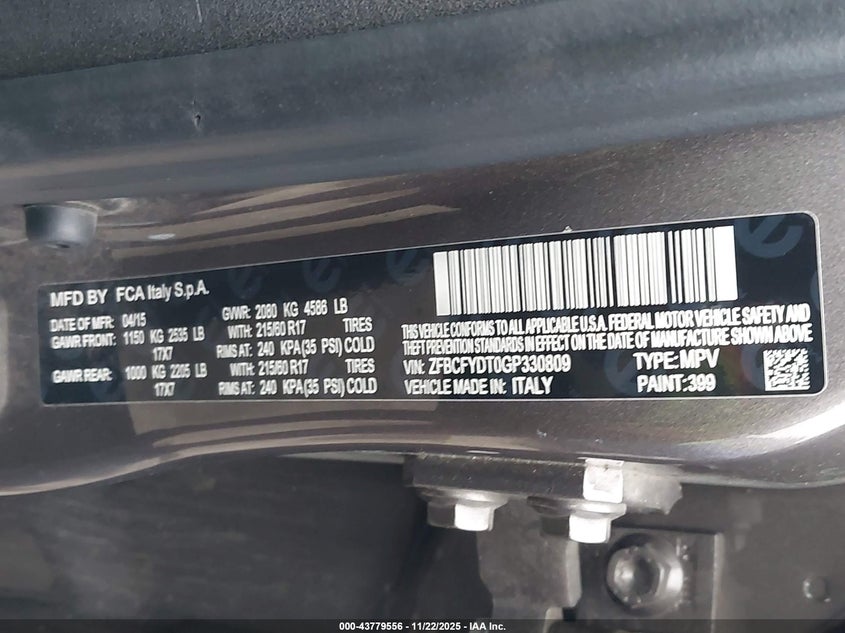 MFD BY FCA Italy S.p.A.
DATE OF MFR: 04/15 GVWR: 2080 KG 4586 LB
GAWR FRONT: 1150 KG 2535 LB WITH: 215/60 R17 TIRES
17X7 RIMS AT: 240 KPA(35 PSI) COLD
GAWR REAR: 1000 KG 2205 LB WITH: 215/60 R17 TIRES
17X7 RIMS AT: 240 KPA(35 PSI) COLD
THIS VEHICLE CONFORMS TO ALL APPLICABLE U.S.A. FEDERAL MOTOR VEHICLE SAFETY AND
THEFT PREVENTION STANDARDS IN EFFECT ON THE DATE OF MANUFACTURE SHOWN ABOVE
VIN: ZFBCFYDT0GP330809 TYPE:MPV
VEHICLE MADE IN: ITALY PAINT:399
000-43779556 - 11/22/2025 - IAA Inc.